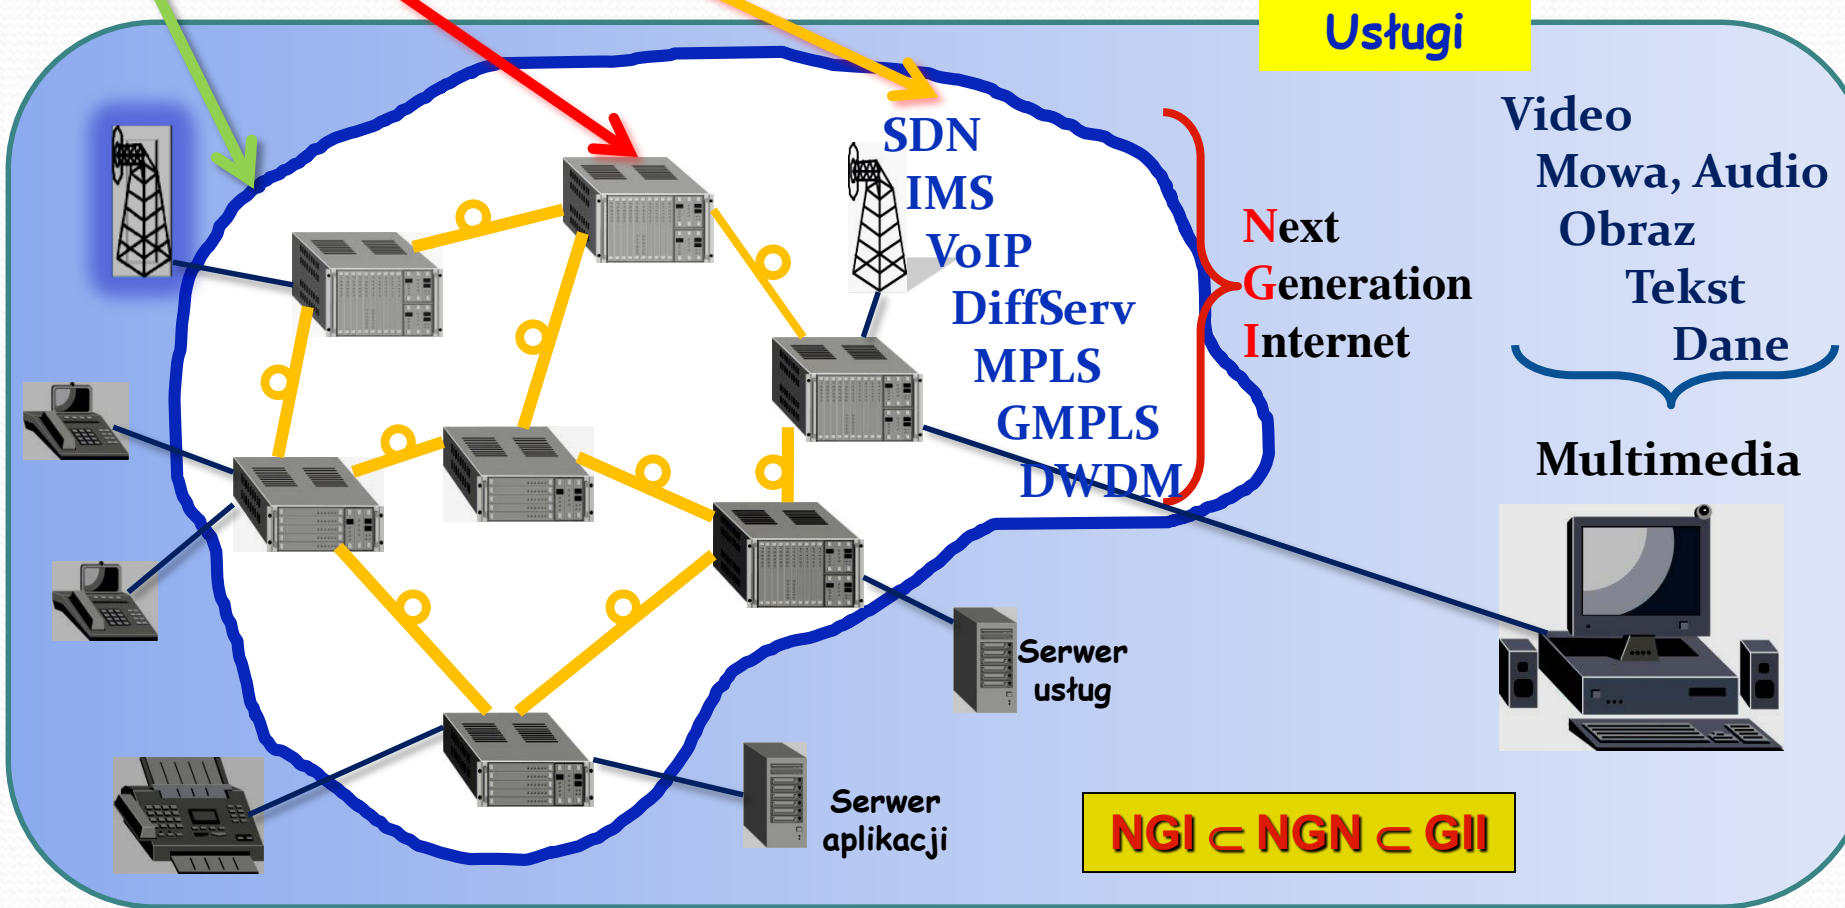 Usługi
SDN
IMS
VoIP
DiffServ
MPLS
GMPLS
DWDM
Next
Generation
Internet
Video
Mowa, Audio
Obraz
Tekst
Dane
Multimedia
Serwer
usług
Serwer
aplikacji
NGI ⊂ NGN ⊂ GII